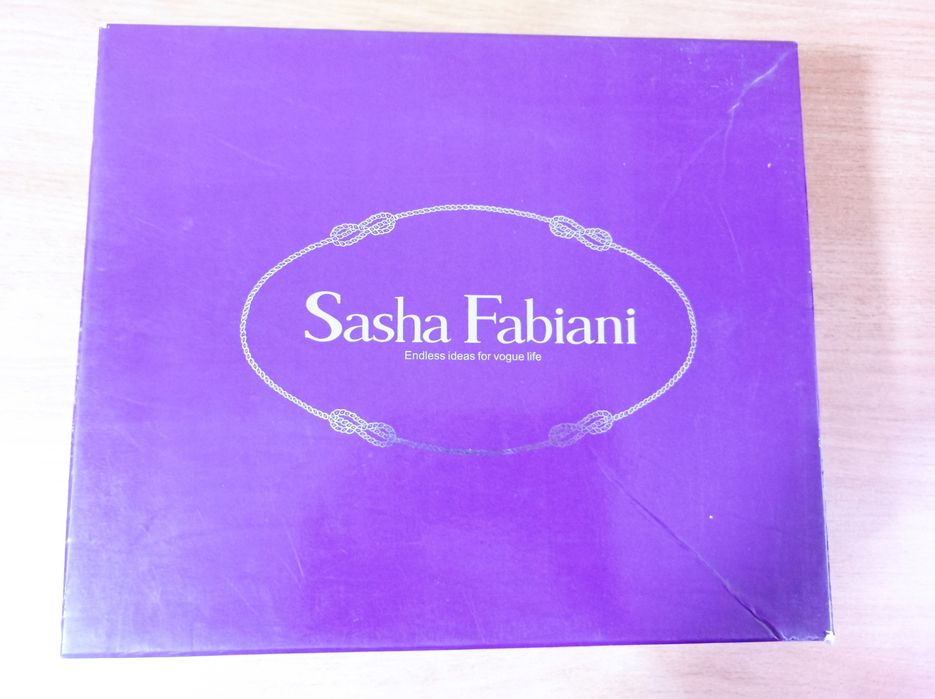 Sasha Fabiani
Endless ideas for vogue life